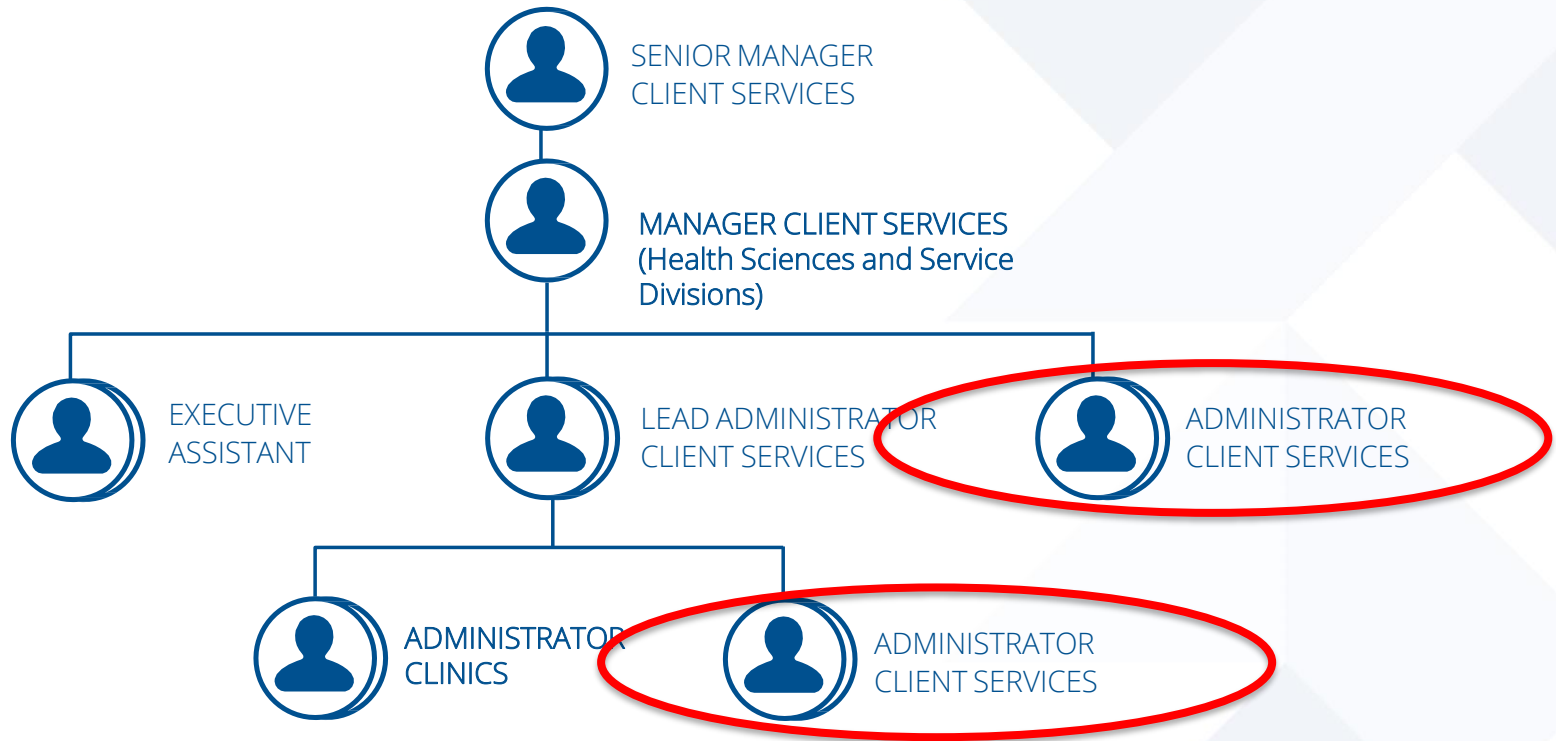 SENIOR MANAGER
CLIENT SERVICES
MANAGER CLIENT SERVICES
(Health Sciences and Service
Divisions)
EXECUTIVE
ASSISTANT
LEAD ADMINISTRATOR
CLIENT SERVICES
ADMINISTRATOR
CLIENT SERVICES
ADMINISTRATOR
CLINICS
ADMINISTRATOR
CLIENT SERVICES